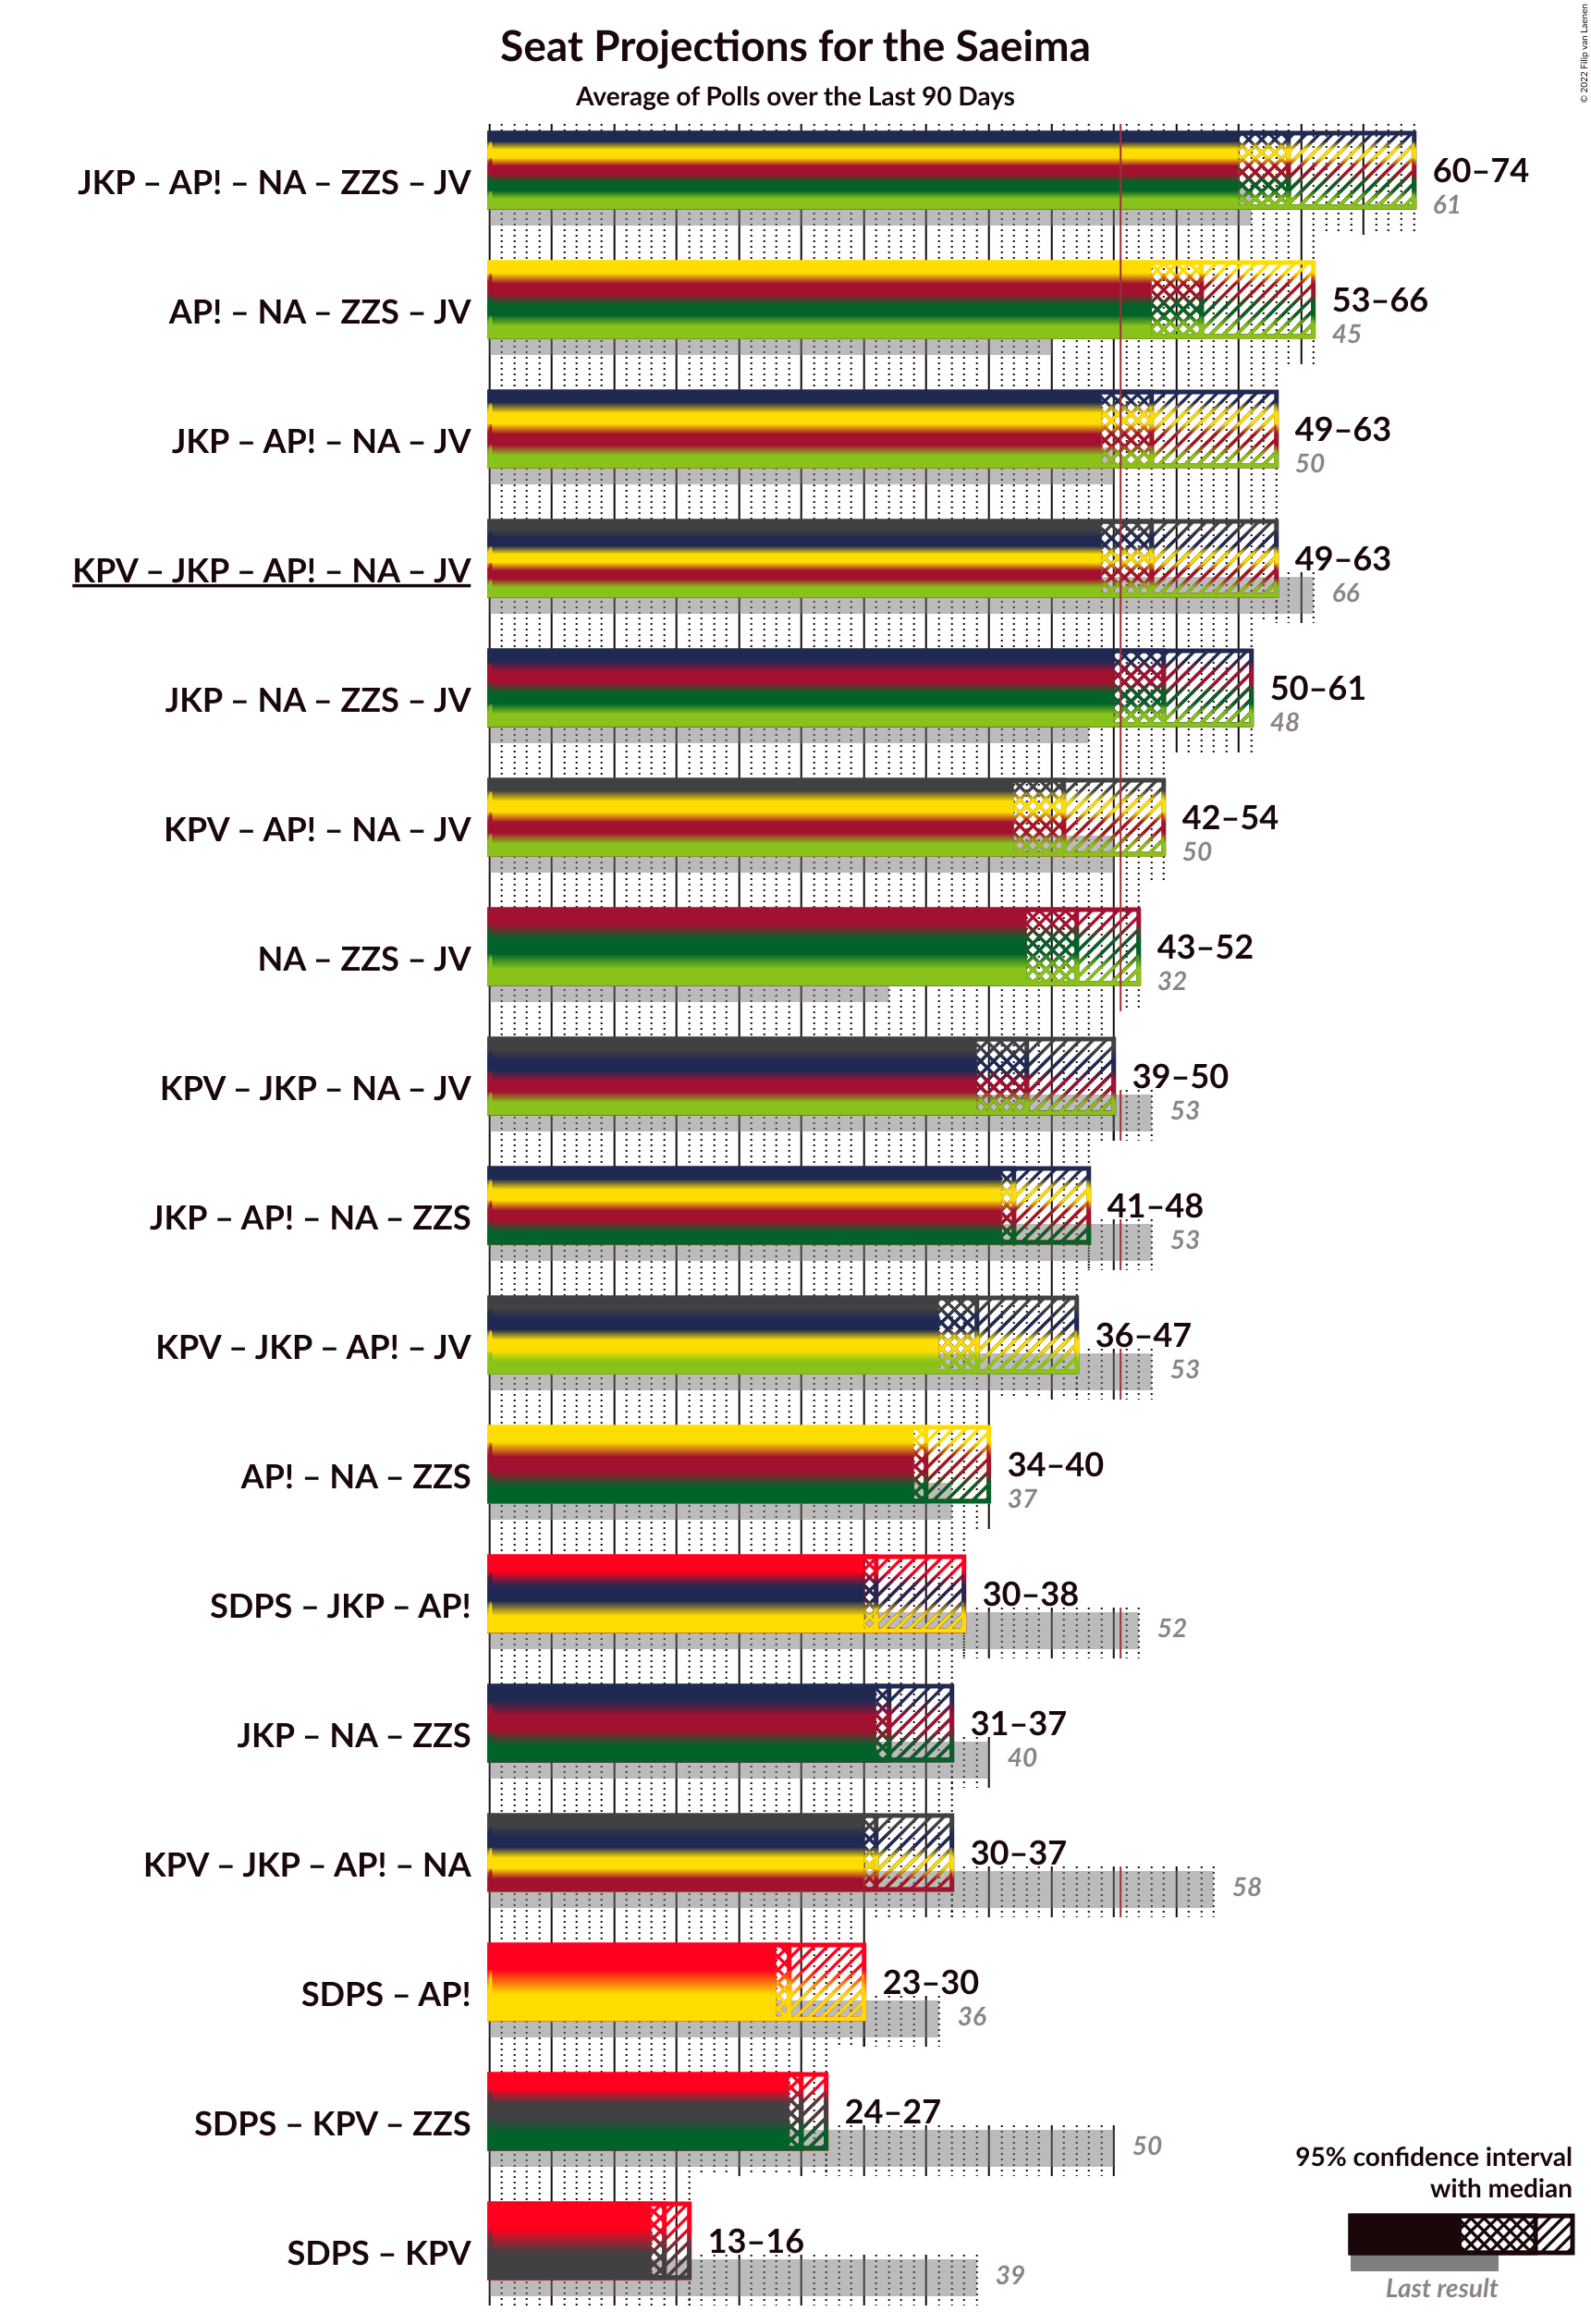 Seat Projections for the Saeima
Average of Polls over the Last 90 Days
© 2022 Filip van Laenen
JKP – AP! – NA – ZZS – JV
60–74
61
AP! – NA – ZZS – JV
53–66
45
JKP – AP! – NA – JV
49–63
50
KPV – JKP – AP! – NA – JV
49–63
66
JKP – NA – ZZS – JV
50–61
48
KPV – AP! – NA – JV
42–54
50
NA – ZZS – JV
43–52
32
KPV – JKP – NA – JV
39–50
53
JKP – AP! – NA – ZZS
41–48
53
KPV – JKP – AP! – JV
36–47
53
AP! – NA – ZZS
34–40
37
SDPS – JKP – AP!
30–38
52
JKP – NA – ZZS
31–37
40
KPV – JKP – AP! – NA
30–37
58
SDPS – AP!
23–30
36
SDPS – KPV – ZZS
24–27
50
SDPS – KPV
13–16
39
95% confidence interval
with median
Last result